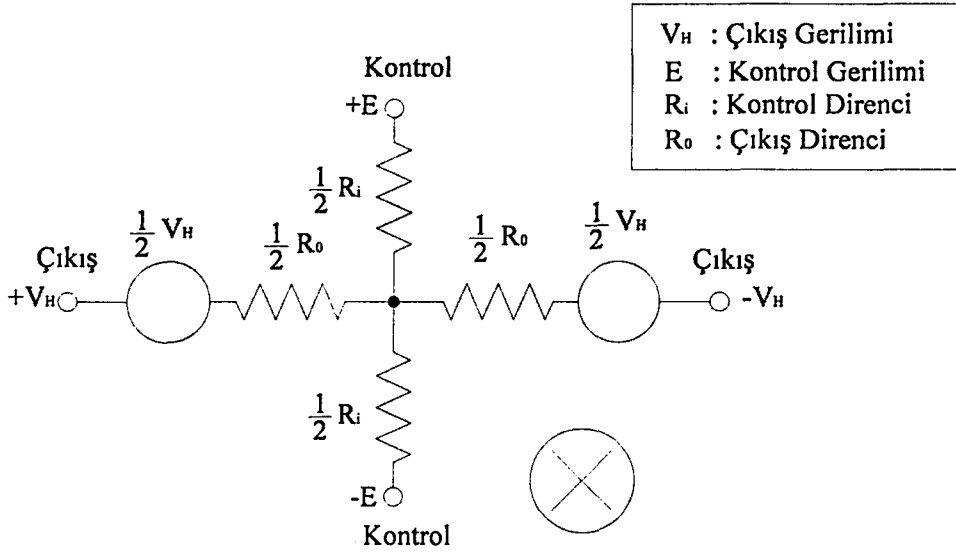 V_H : Çıkış Gerilimi
E : Kontrol Gerilimi
R_i : Kontrol Direnci
R_0 : Çıkış Direnci
Kontrol
+E
1/2 R_i
Çıkış
1/2 V_H
1/2 R_0
1/2 R_0
1/2 V_H
Çıkış
+V_H
-V_H
1/2 R_i
-E
Kontrol